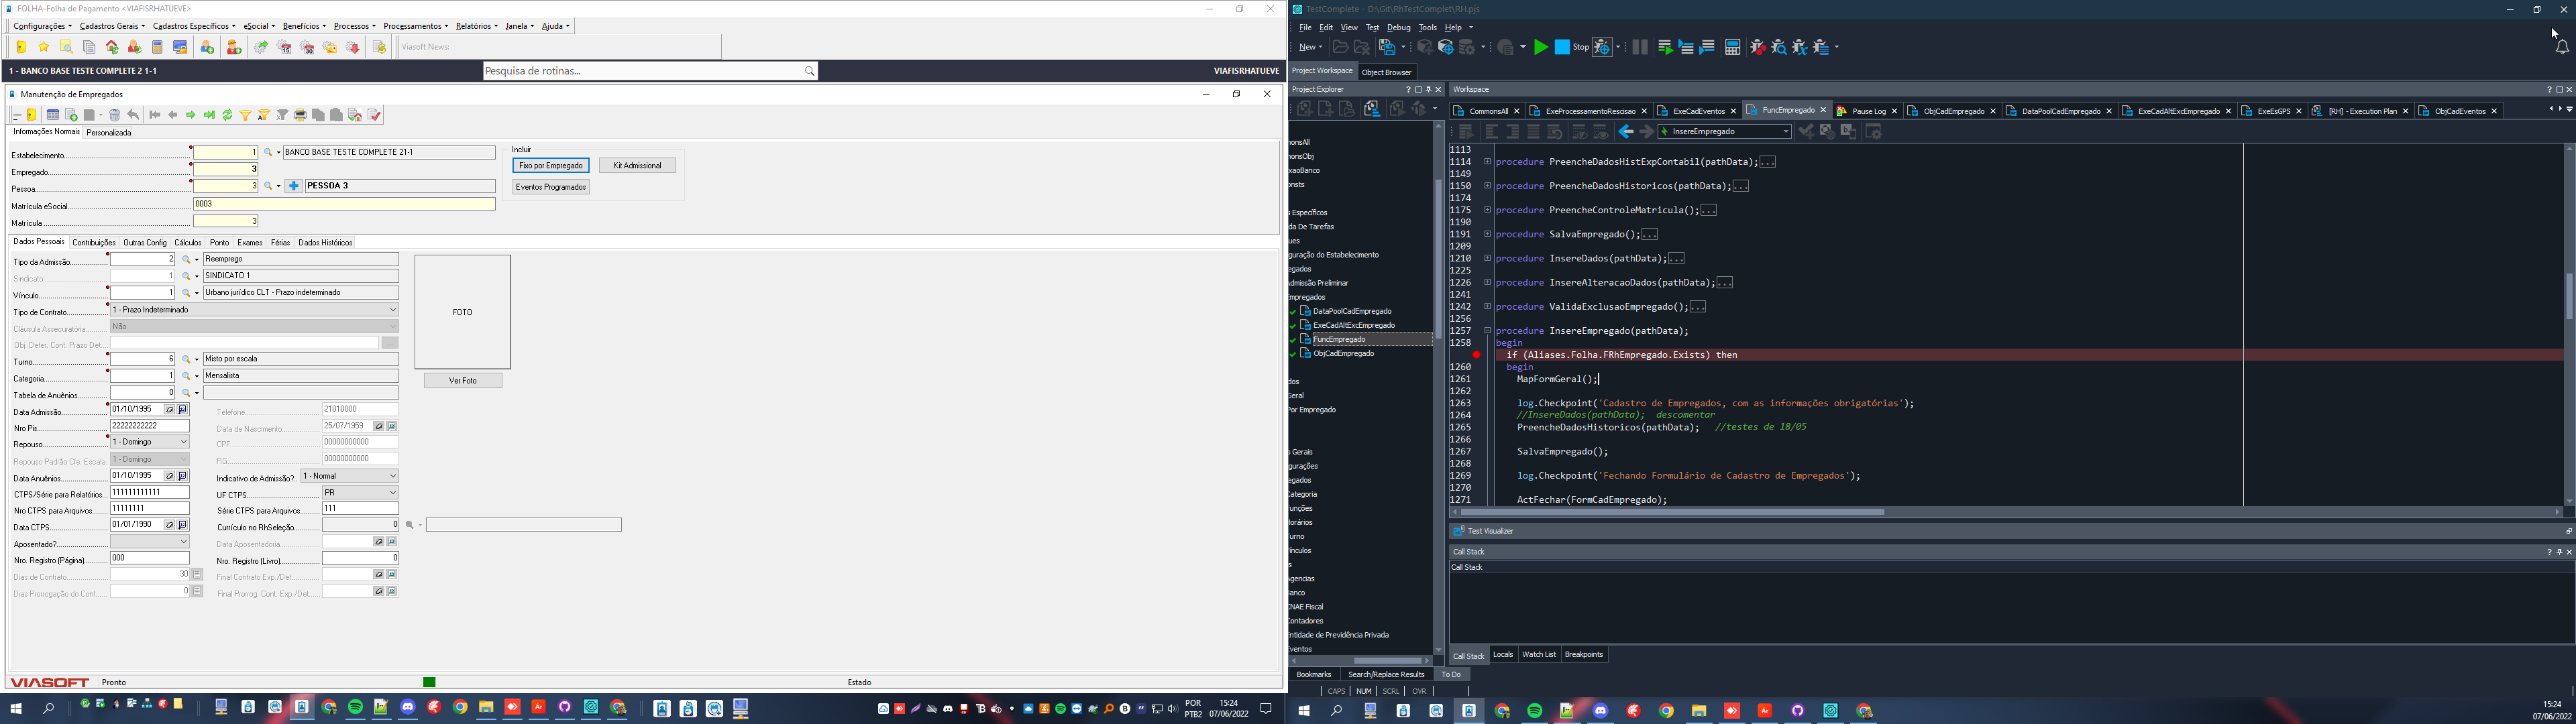 FOLHA-Folha de Pagamento <VIAFISRHATUEVE>
Configurações Cadastros Gerais Cadastros Específicos eSocial Benefícios Processos Processamentos Relatórios Janela Ajuda
Viasoft News:
1 - BANCO BASE TESTE COMPLETE 2 1-1
Pesquisa de rotinas...
VIAFISRHATUEVE
Manutenção de Empregados
Informações Normais Personalizada
Estabelecimento 1 BANCO BASE TESTE COMPLETE 21-1
Empregado 3
Pessoa 3 PESSOA 3
Matrícula eSocial 0003
Matrícula 3
Incluir
Fixo por Empregado Kit Admissional
Eventos Programados
Dados Pessoais Contribuições Outras Config Cálculos Ponto Exames Férias Dados Históricos
Tipo da Admissão 2 Reemprego
Sindicato 1 SINDICATO 1
Vínculo 1 Urbano jurídico CLT - Prazo indeterminado
Tipo de Contrato 1 - Prazo Indeterminado
Cláusula Assecuratória Não
Obj. Deter. Cont. Prazo Det.
Turno 6 Misto por escala
Categoria 1 Mensalista
Tabela de Anuênios 0
Data Admissão 01/10/1995 Telefone 21010000
Nro Pis 22222222222 Data de Nascimento 25/07/1959
Repouso 1 - Domingo CPF 00000000000
Repouso Padrão Cfe. Escala: 1 - Domingo RG 00000000000
Data Anuênios 01/10/1995 Indicativo de Admissão? 1 - Normal
CTPS/Série para Relatórios 111111111111 UF CTPS PR
Nro CTPS para Arquivos 11111111 Série CTPS para Arquivos 111
Data CTPS 01/01/1990 Currículo no RhSeleção 0
Aposentado? Data Aposentadoria
Nro. Registro (Página) 000 Nro. Registro (Livro) 0
Dias de Contrato 30 Final Contrato Exp./Det.
Dias Prorrogação do Cont. 0 Final Prorrog. Cont. Exp./Det.
FOTO
Ver Foto
VIASOFT Pronto Estado
POR
PTB2
15:24
07/06/2022
TestComplete - D:\Git\RhTestComplet\RH.pjs
File Edit View Test Debug Tools Help
New Stop
Project Workspace Object Browser
Project Explorer
Workspace
CommonsAll ExeProcessamentoRescisao ExeCadEventos FuncEmpregado Pause Log ObjCadEmpregado DataPoolCadEmpregado ExeCadAltExcEmpregado ExeEsGPS [RH] - Execution Plan ObjCadEventos
InsereEmpregado
onsAll
onsObj
xaoBanco
onsts
s Específicos
da De Tarefas
ues
guração do Estabelecimento
egados
dmissão Preliminar
mpregados
DataPoolCadEmpregado
ExeCadAltExcEmpregado
FuncEmpregado
ObjCadEmpregado
dos
Geral
Por Empregado
s Gerais
gurações
egados
ategoria
unções
orários
urno
ínculos
s
gencias
anco
NAE Fiscal
ontadores
ntidade de Previdência Privada
ventos
1113
1114 procedure PreencheDadosHistExpContabil(pathData);...
1149
1150 procedure PreencheDadosHistoricos(pathData);...
1174
1175 procedure PreencheControleMatricula();...
1190
1191 procedure SalvaEmpregado();...
1209
1210 procedure InsereDados(pathData);...
1225
1226 procedure InsereAlteracaoDados(pathData);...
1241
1242 procedure ValidaExclusaoEmpregado();...
1256
1257 procedure InsereEmpregado(pathData);
1258 begin
if (Aliases.Folha.FRhEmpregado.Exists) then
1260 begin
1261 MapFormGeral();
1262
1263 log.Checkpoint('Cadastro de Empregados, com as informações obrigatórias');
1264 //InsereDados(pathData); descomentar
1265 PreencheDadosHistoricos(pathData); //testes de 18/05
1266
1267 SalvaEmpregado();
1268
1269 log.Checkpoint('Fechando Formulário de Cadastro de Empregados');
1270
1271 ActFechar(FormCadEmpregado);
Test Visualizer
Call Stack
Call Stack
Call Stack Locals Watch List Breakpoints
Bookmarks Search/Replace Results To Do
CAPS NUM SCRL OVR
15:24
07/06/2022